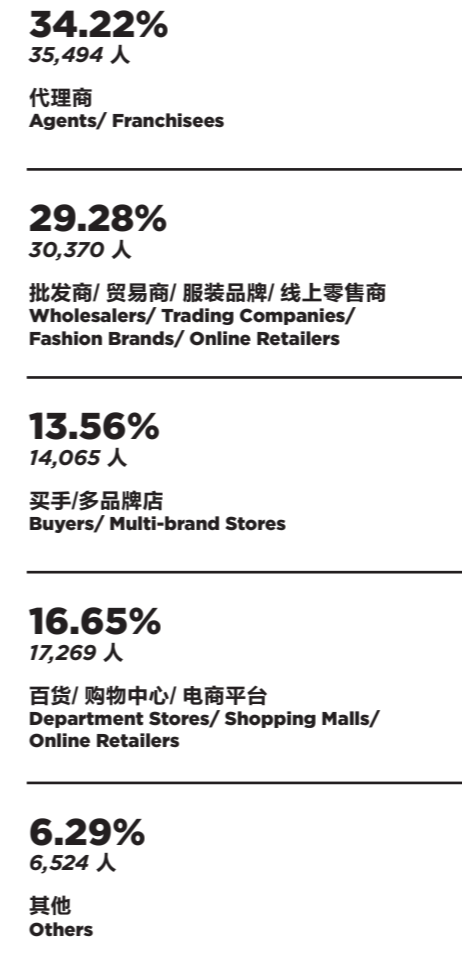 34.22%
35,494 人
代理商
Agents/ Franchisees
29.28%
30,370 人
批发商/ 贸易商/ 服装品牌/ 线上零售商
Wholesalers/ Trading Companies/
Fashion Brands/ Online Retailers
13.56%
14,065 人
买手/多品牌店
Buyers/ Multi-brand Stores
16.65%
17,269 人
百货/ 购物中心/ 电商平台
Department Stores/ Shopping Malls/
Online Retailers
6.29%
6,524 人
其他
Others